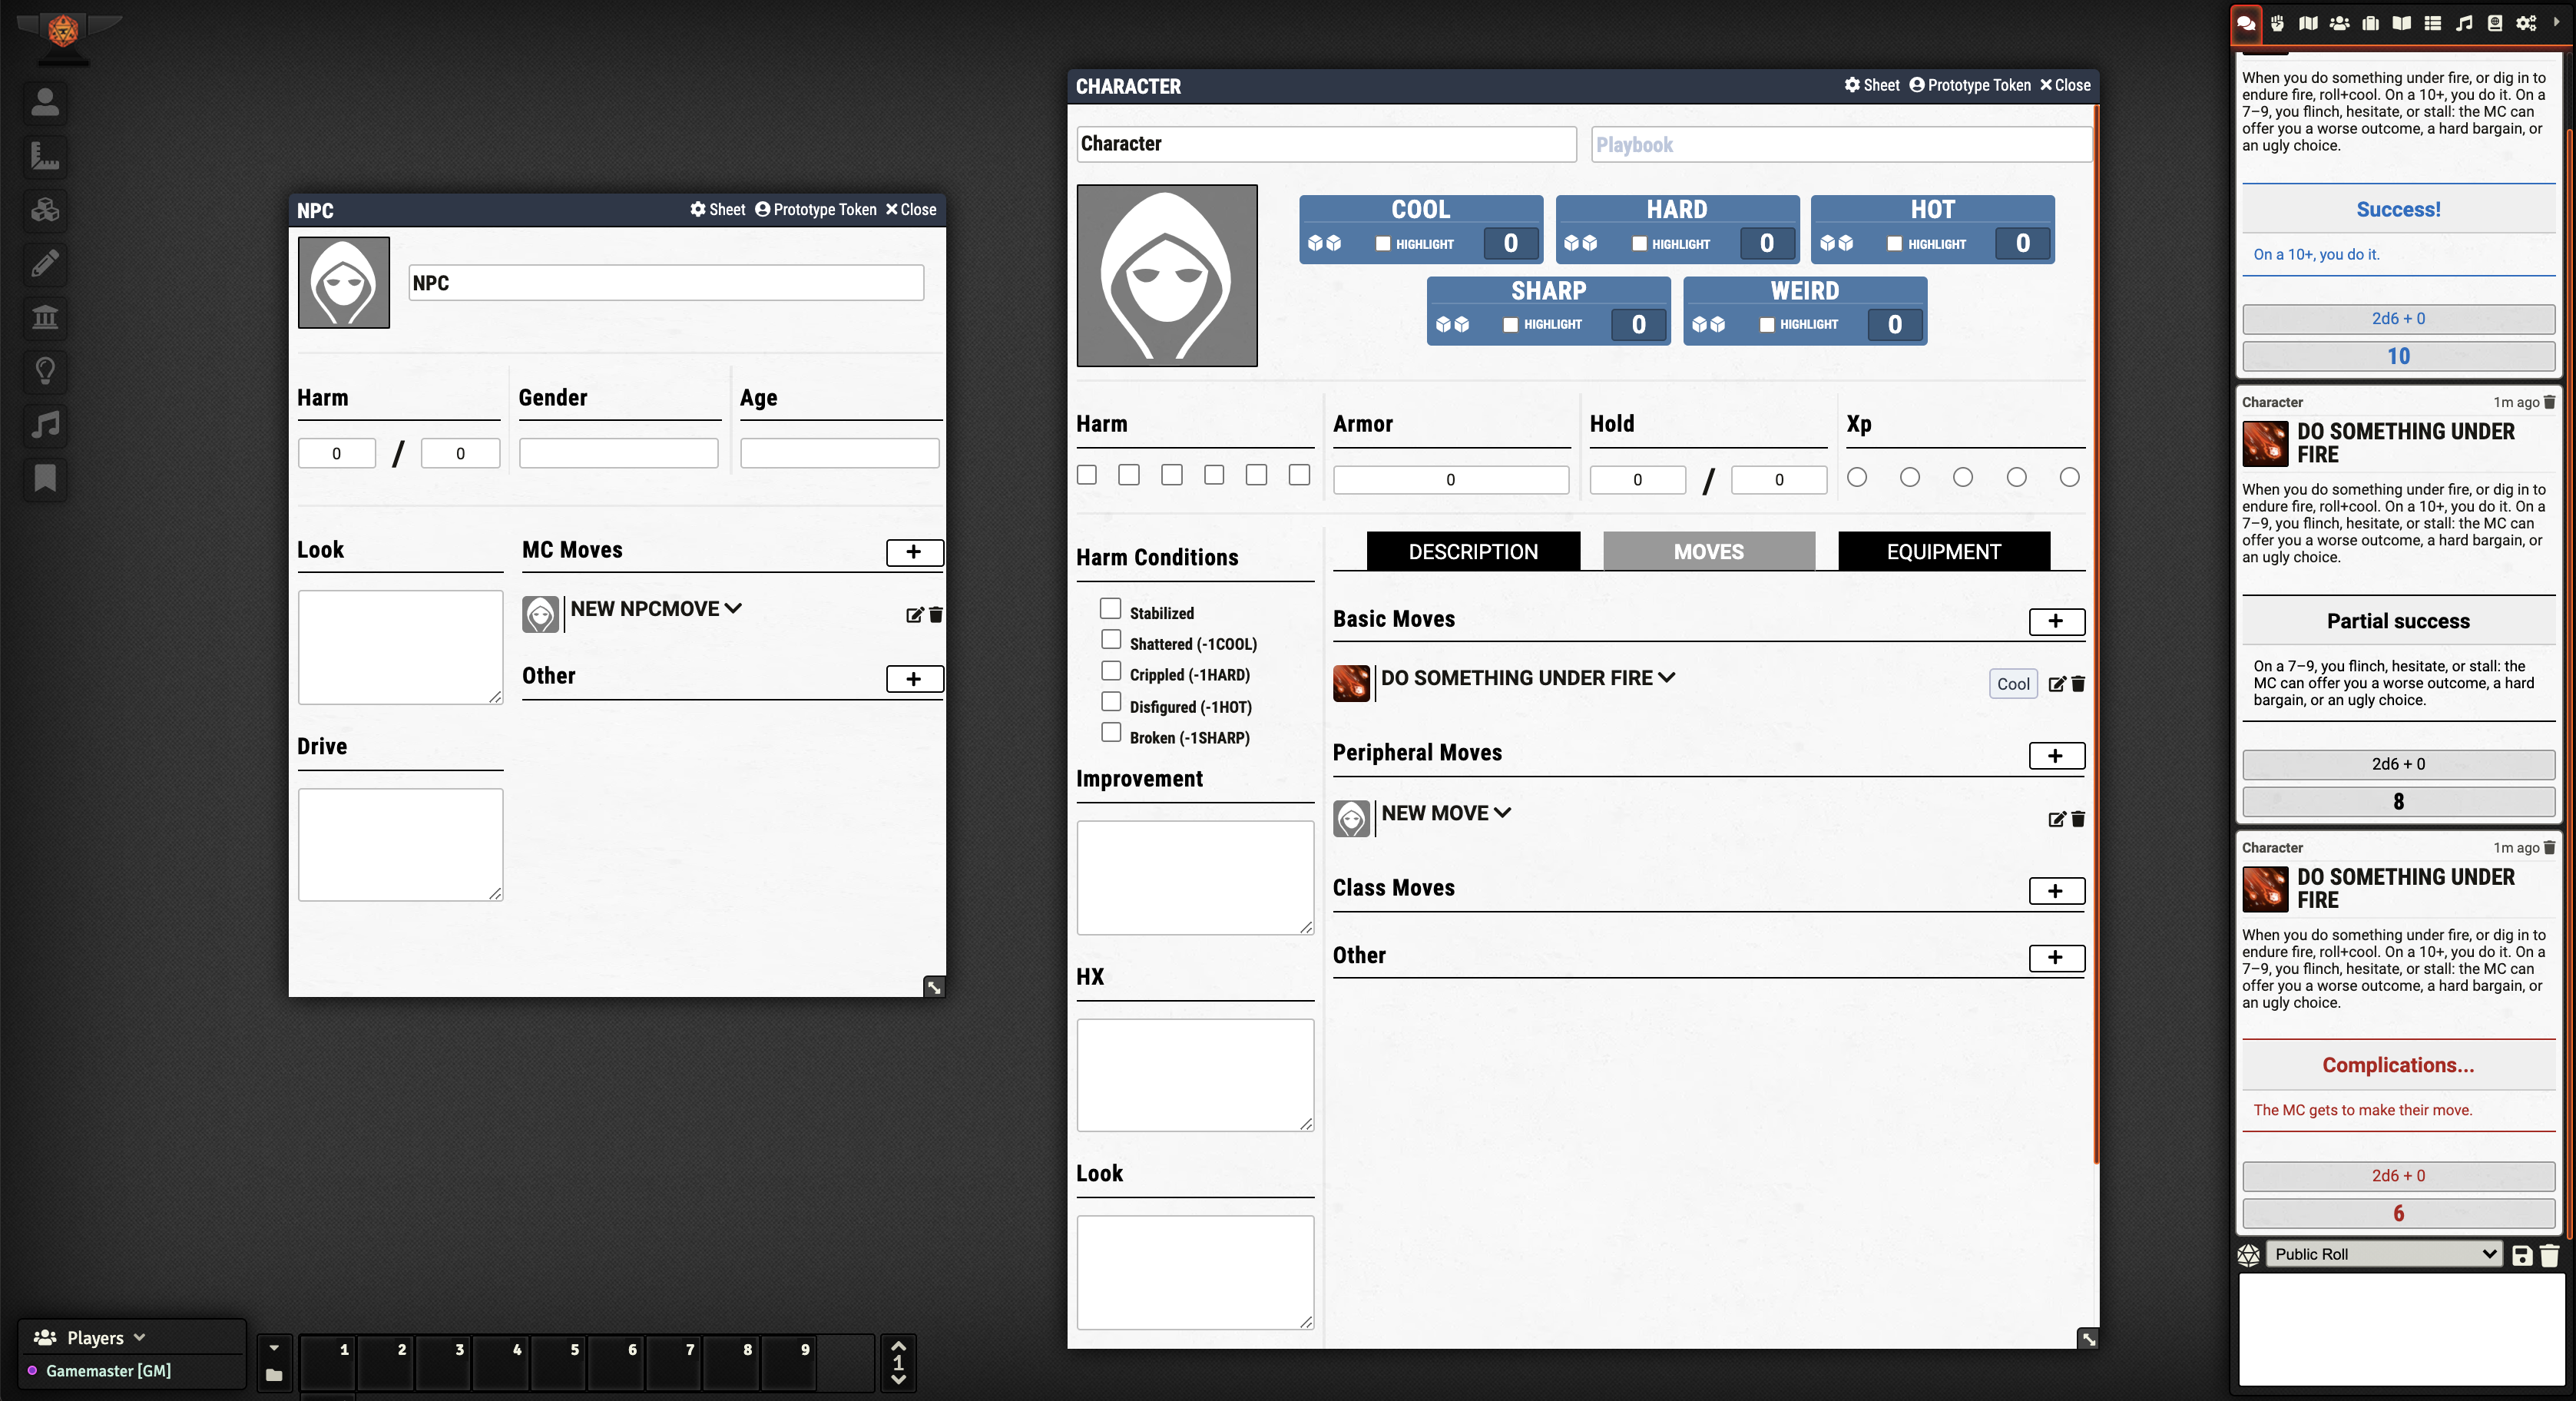 NPC
Sheet Prototype Token Close
NPC
Harm
Gender
Age
0 / 0
Look
MC Moves
+
NEW NPCMOVE
Other
+
Drive
CHARACTER
Sheet Prototype Token Close
Character
Playbook
COOL
HIGHLIGHT 0
HARD
HIGHLIGHT 0
HOT
HIGHLIGHT 0
SHARP
HIGHLIGHT 0
WEIRD
HIGHLIGHT 0
Harm
Armor
Hold
Xp
0
0 / 0
Harm Conditions
Stabilized
Shattered (-1COOL)
Crippled (-1HARD)
Disfigured (-1HOT)
Broken (-1SHARP)
Improvement
HX
Look
DESCRIPTION
MOVES
EQUIPMENT
Basic Moves
+
DO SOMETHING UNDER FIRE
Cool
Peripheral Moves
+
NEW MOVE
Class Moves
+
Other
+
When you do something under fire, or dig in to
endure fire, roll+cool. On a 10+, you do it. On a
7–9, you flinch, hesitate, or stall: the MC can
offer you a worse outcome, a hard bargain, or
an ugly choice.
Success!
On a 10+, you do it.
2d6 + 0
10
Character
1m ago
DO SOMETHING UNDER
FIRE
When you do something under fire, or dig in to
endure fire, roll+cool. On a 10+, you do it. On a
7–9, you flinch, hesitate, or stall: the MC can
offer you a worse outcome, a hard bargain, or
an ugly choice.
Partial success
On a 7–9, you flinch, hesitate, or stall: the
MC can offer you a worse outcome, a hard
bargain, or an ugly choice.
2d6 + 0
8
Character
1m ago
DO SOMETHING UNDER
FIRE
When you do something under fire, or dig in to
endure fire, roll+cool. On a 10+, you do it. On a
7–9, you flinch, hesitate, or stall: the MC can
offer you a worse outcome, a hard bargain, or
an ugly choice.
Complications...
The MC gets to make their move.
2d6 + 0
6
Public Roll
Players
Gamemaster [GM]
1 2 3 4 5 6 7 8 9
1